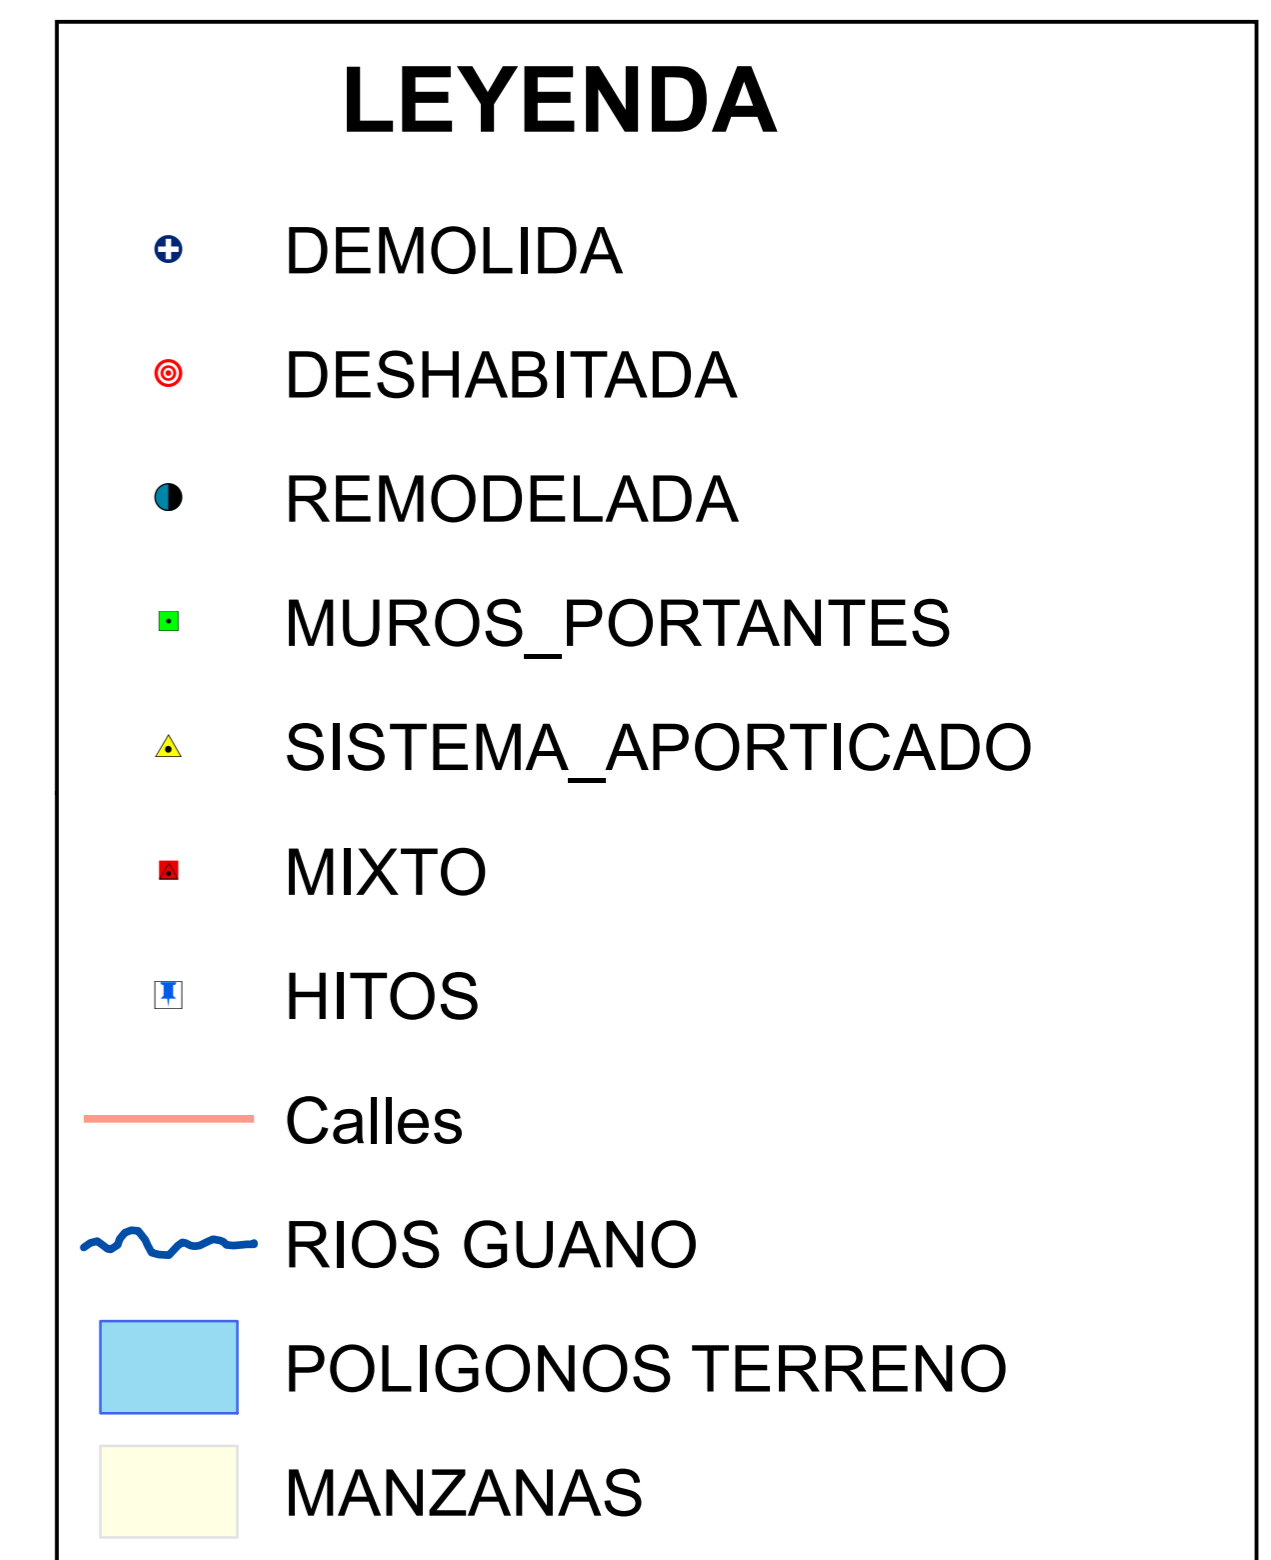 LEYENDA
DEMOLIDA
DESHABITADA
REMODELADA
MUROS_PORTANTES
SISTEMA_APORTICADO
MIXTO
HITOS
Calles
RIOS GUANO
POLIGONOS TERRENO
MANZANAS